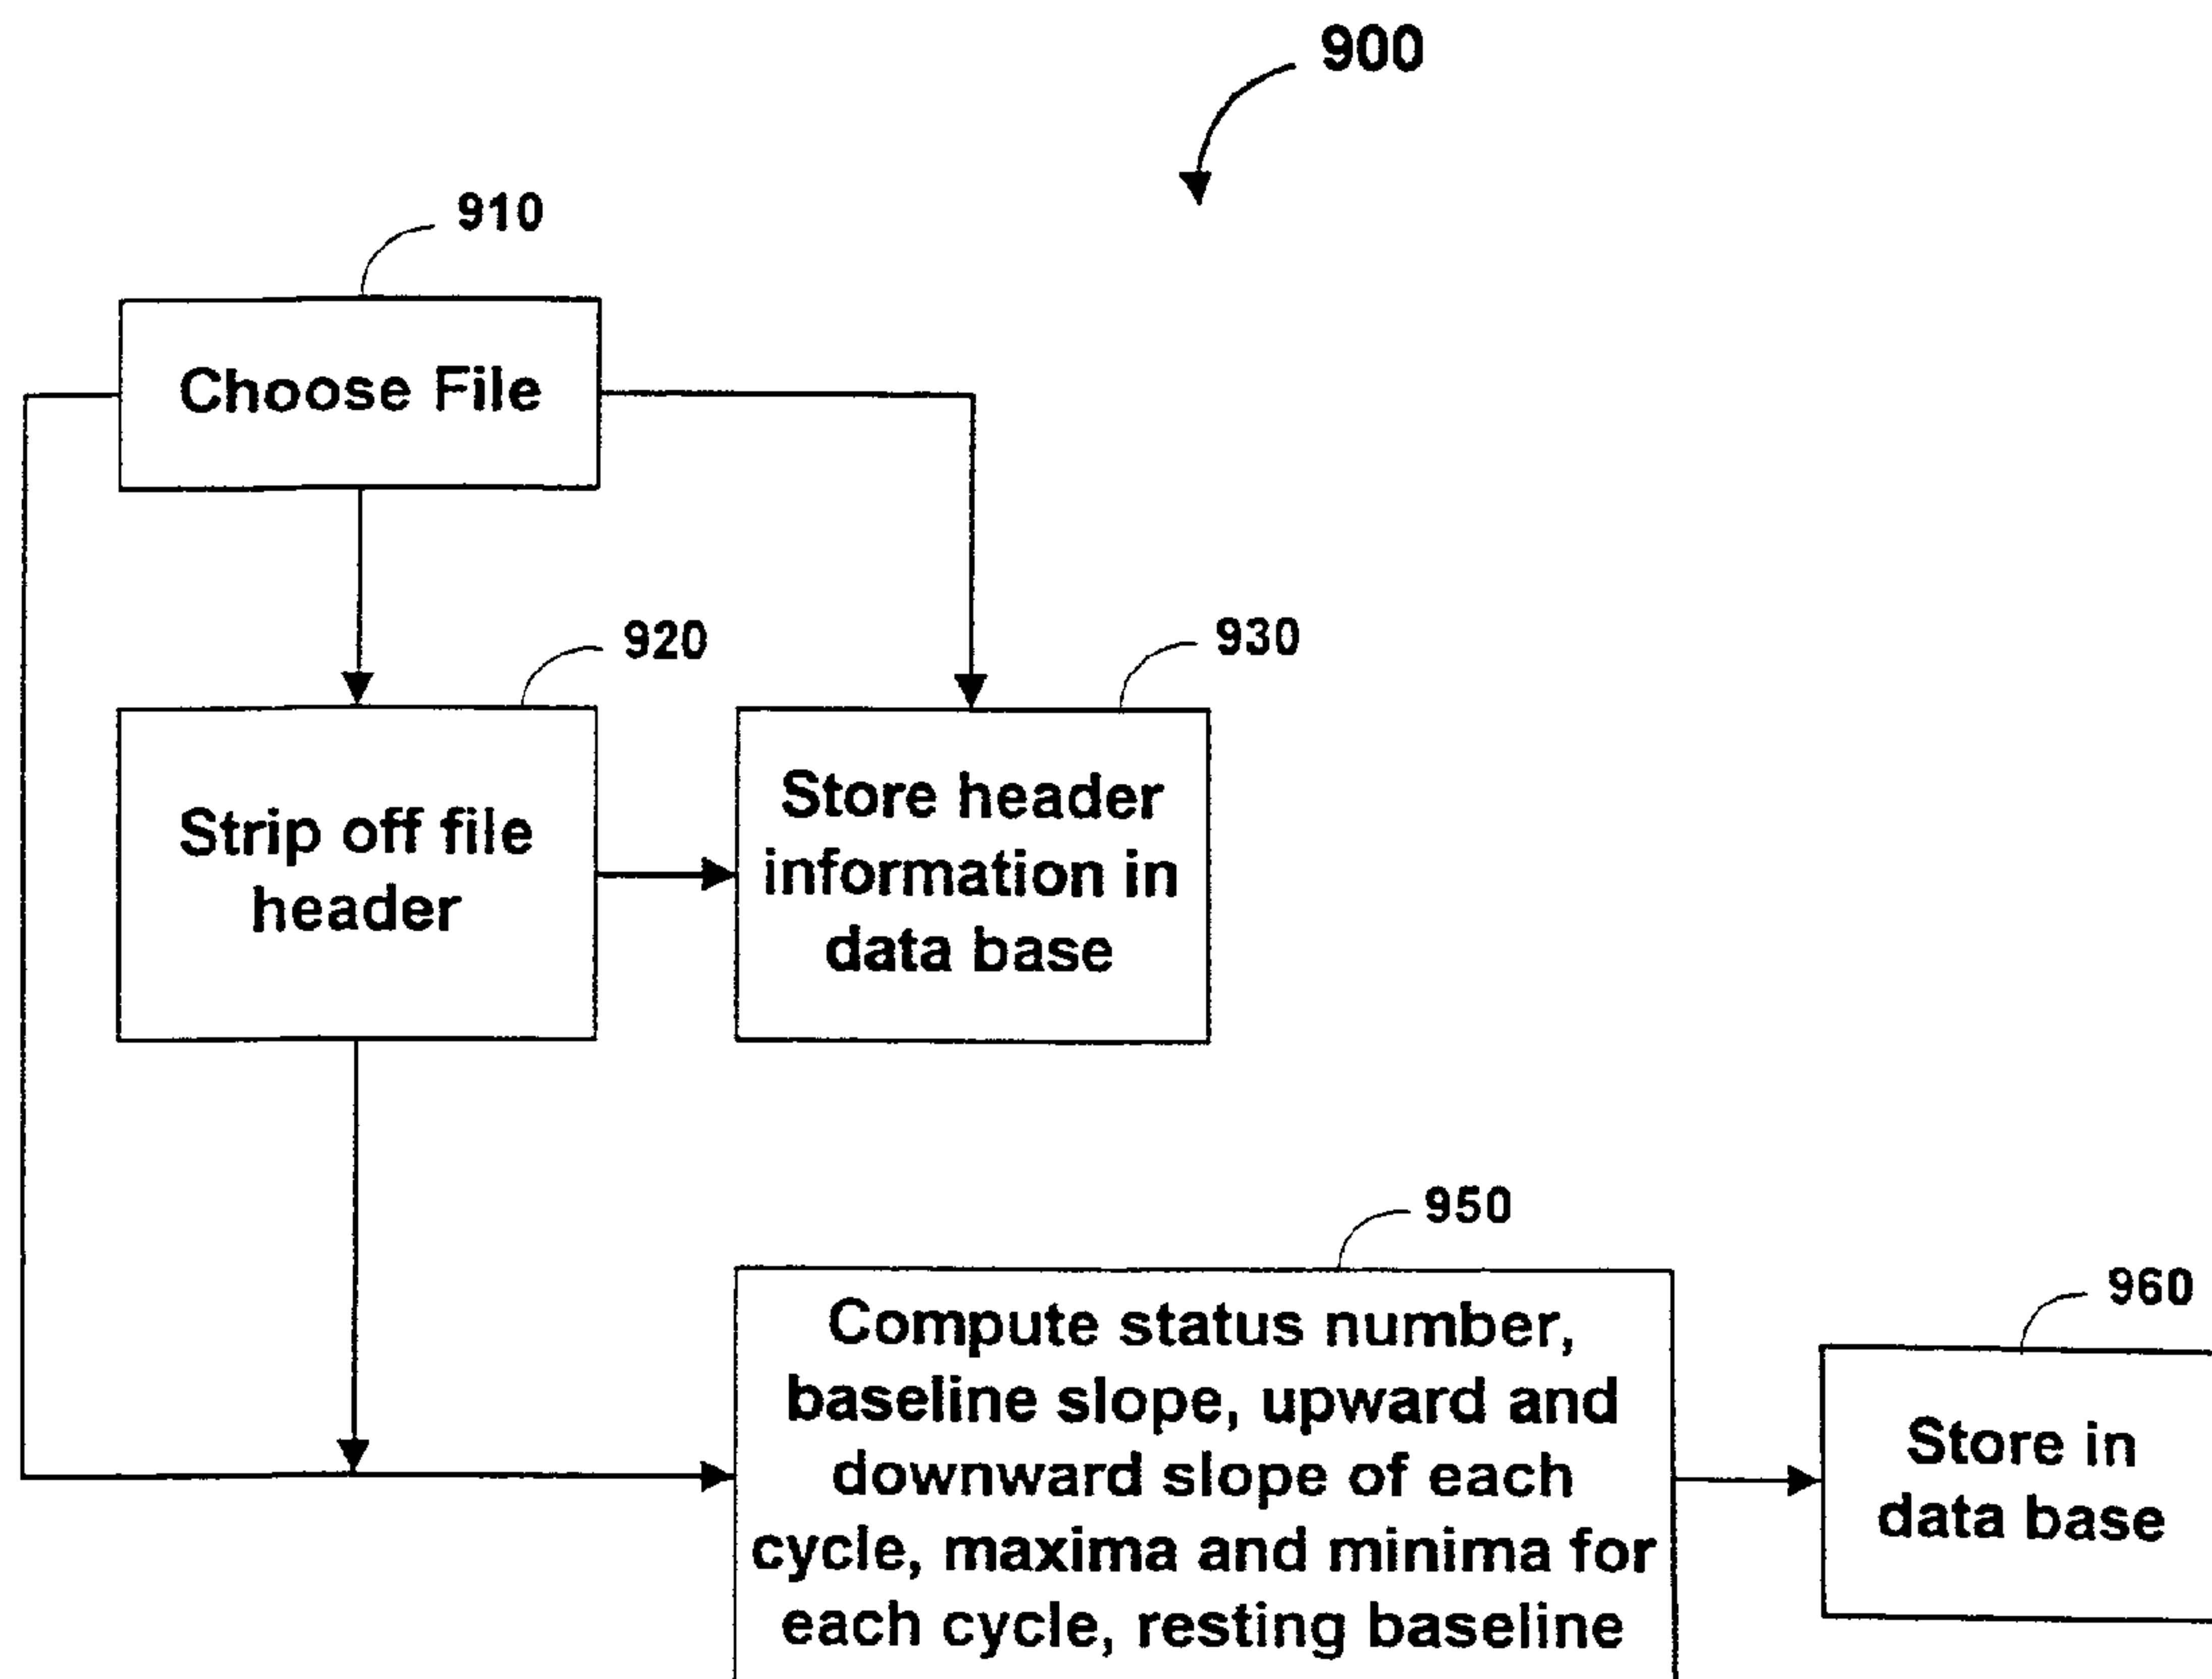 900
910
Choose File
920
930
Strip off file
header
Store header
information in
data base
950
960
Compute status number,
baseline slope, upward and
downward slope of each
cycle, maxima and minima for
each cycle, resting baseline
Store in
data base